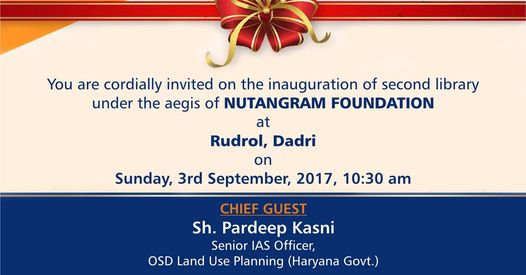 You are cordially invited on the inauguration of second library
under the aegis of NUTANGRAM FOUNDATION
at
Rudrol, Dadri
on
Sunday, 3rd September, 2017, 10:30 am
CHIEF GUEST
Sh. Pardeep Kasni
Senior IAS Officer,
OSD Land Use Planning (Haryana Govt.)